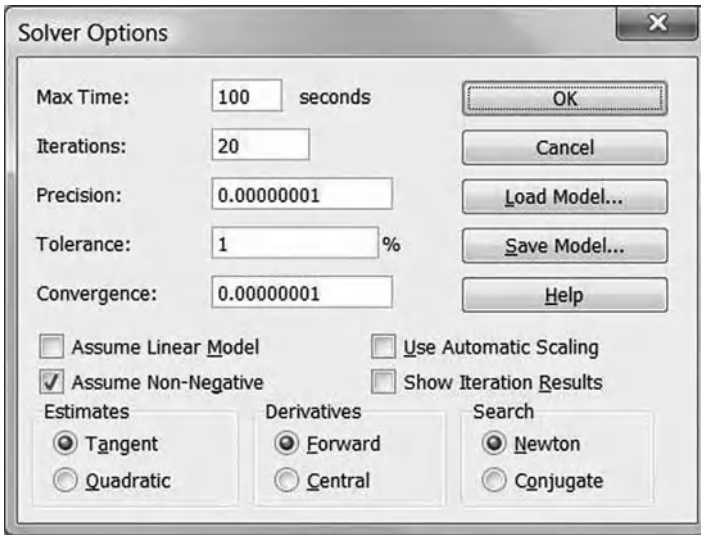 Solver Options
Max Time: 100 seconds
Iterations: 20
Precision: 0.00000001
Tolerance: 1 %
Convergence: 0.00000001
OK
Cancel
Load Model...
Save Model...
Help
Assume Linear Model
Use Automatic Scaling
Assume Non-Negative
Show Iteration Results
Estimates
Tangent
Quadratic
Derivatives
Forward
Central
Search
Newton
Conjugate